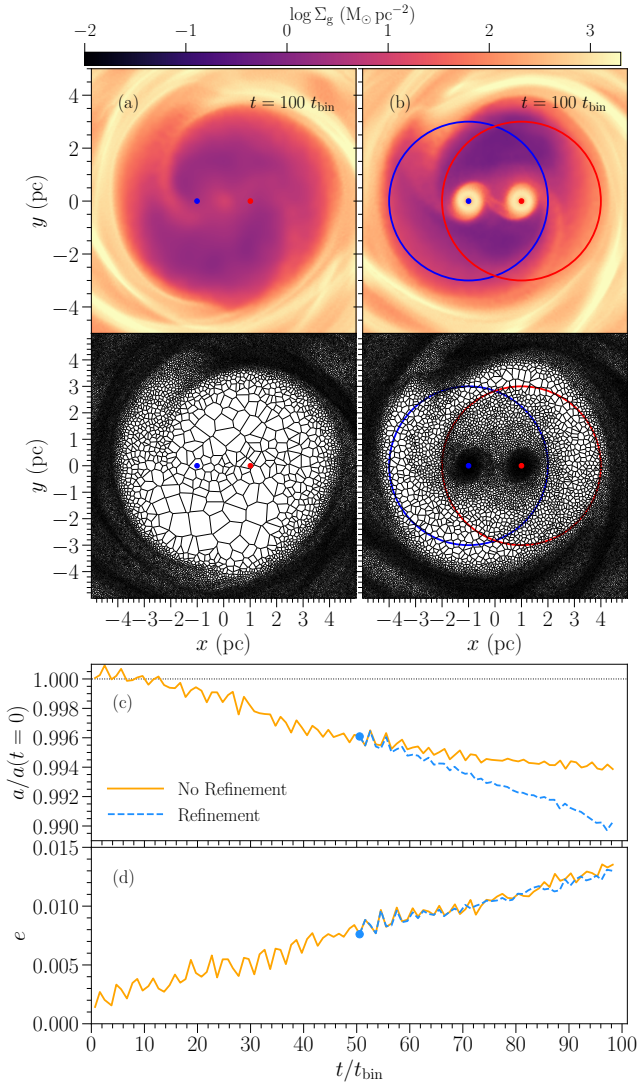 log Σg (M⊙ pc−2)
−2 −1 0 1 2 3
(a) t = 100 tbin (b) t = 100 tbin
4
2
0
−2
−4
y (pc)
4
3
2
1
0
−1
−2
−3
−4
y (pc)
−4−3−2−1 0 1 2 3 4 −4−3−2−1 0 1 2 3 4
x (pc) x (pc)
1.000
0.998
0.996
0.994
0.990
a/a(t = 0)
(c)
No Refinement
Refinement
0.015
0.010
0.005
0.000
e
(d)
0 10 20 30 40 50 60 70 80 90 100
t/tbin